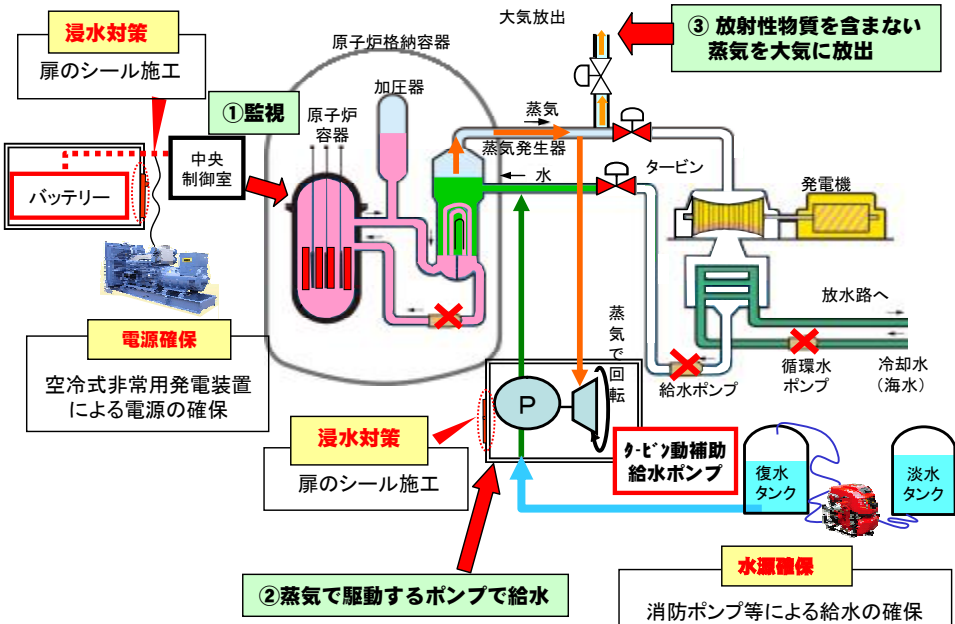 大気放出
③ 放射性物質を含まない
蒸気を大気に放出
浸水対策
扉のシール施工
原子炉格納容器
加圧器
①監視
原子炉
容器
蒸気
蒸気発生器
中央
制御室
バッテリー
水
タービン
発電機
放水路へ
電源確保
空冷式非常用発電装置
による電源の確保
蒸気で回転
給水ポンプ
循環水
ポンプ
冷却水
（海水）
P
浸水対策
扉のシール施工
ﾀｰﾋﾞﾝ動補助
給水ポンプ
復水
タンク
淡水
タンク
②蒸気で駆動するポンプで給水
水源確保
消防ポンプ等による給水の確保